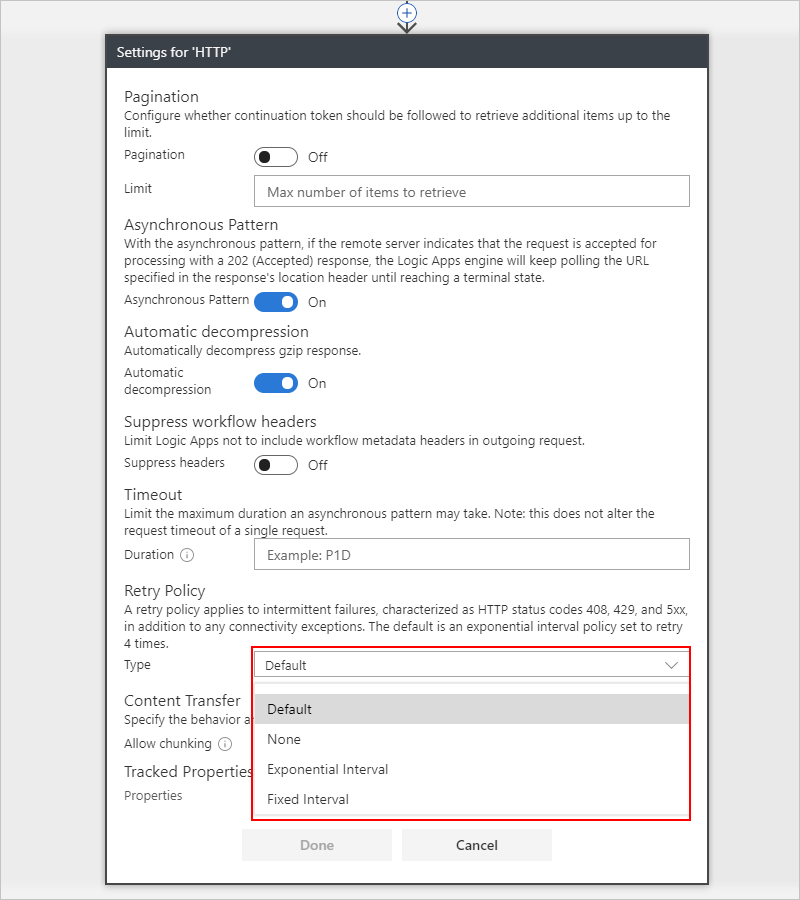 Settings for 'HTTP'
Pagination
Configure whether continuation token should be followed to retrieve additional items up to the
limit.
Pagination
Off
Limit
Max number of items to retrieve
Asynchronous Pattern
With the asynchronous pattern, if the remote server indicates that the request is accepted for
processing with a 202 (Accepted) response, the Logic Apps engine will keep polling the URL
specified in the response's location header until reaching a terminal state.
Asynchronous Pattern
On
Automatic decompression
Automatically decompress gzip response.
Automatic
decompression
On
Suppress workflow headers
Limit Logic Apps not to include workflow metadata headers in outgoing request.
Suppress headers
Off
Timeout
Limit the maximum duration an asynchronous pattern may take. Note: this does not alter the
request timeout of a single request.
Duration
Example: P1D
Retry Policy
A retry policy applies to intermittent failures, characterized as HTTP status codes 408, 429, and 5xx,
in addition to any connectivity exceptions. The default is an exponential interval policy set to retry
4 times.
Type
Default
Default
None
Exponential Interval
Fixed Interval
Content Transfer
Specify the behavior
Allow chunking
Tracked Properties
Properties
Done
Cancel